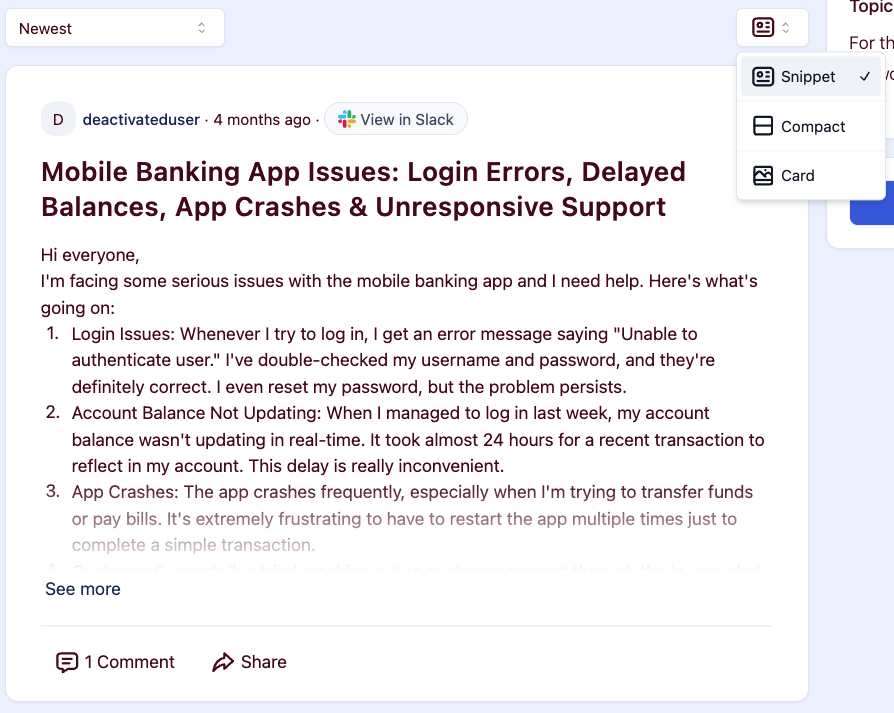 Newest
Topic
For th
Snippet
Compact
Card
D
deactivateduser · 4 months ago · View in Slack
Mobile Banking App Issues: Login Errors, Delayed
Balances, App Crashes & Unresponsive Support
Hi everyone,
I'm facing some serious issues with the mobile banking app and I need help. Here's what's
going on:
1. Login Issues: Whenever I try to log in, I get an error message saying "Unable to
authenticate user." I've double-checked my username and password, and they're
definitely correct. I even reset my password, but the problem persists.
2. Account Balance Not Updating: When I managed to log in last week, my account
balance wasn't updating in real-time. It took almost 24 hours for a recent transaction to
reflect in my account. This delay is really inconvenient.
3. App Crashes: The app crashes frequently, especially when I'm trying to transfer funds
or pay bills. It's extremely frustrating to have to restart the app multiple times just to
complete a simple transaction.
See more
1 Comment
Share